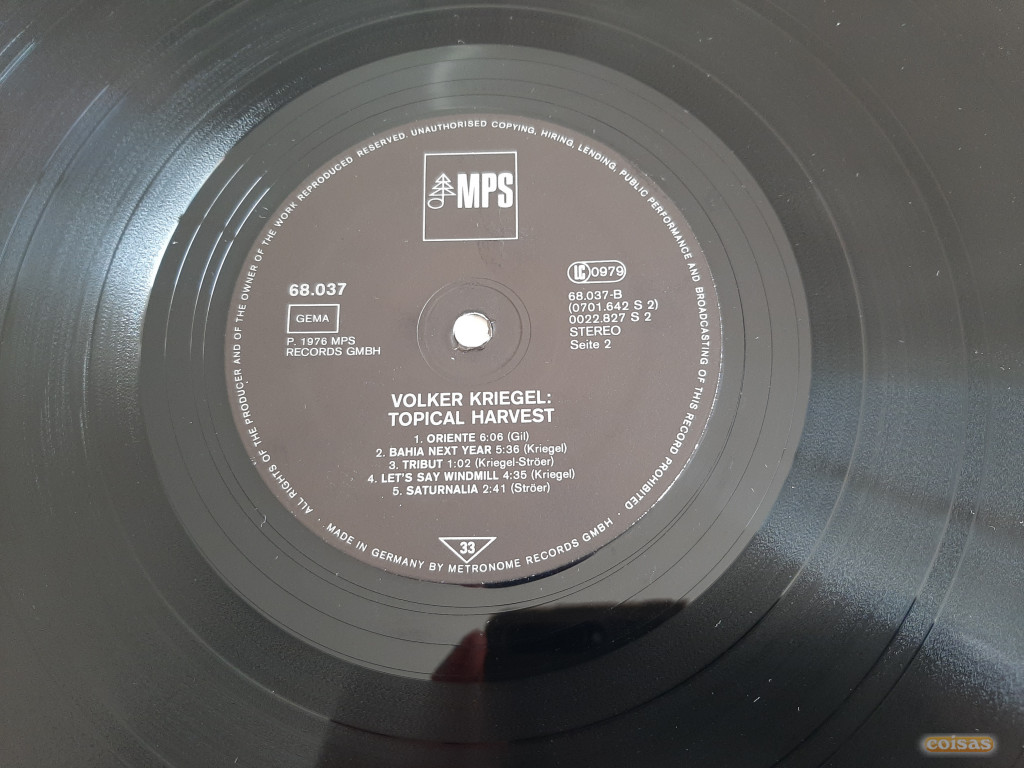 ALL RIGHTS OF THE PRODUCER AND OF THE OWNER OF THE WORK REPRODUCED RESERVED. UNAUTHORISED COPYING, HIRING, LENDING, PUBLIC PERFORMANCE AND BROADCASTING OF THIS RECORD PROHIBITED
MPS
68.037
GEMA
P. 1976 MPS
RECORDS GMBH
LC 0979
68.037-B
(0701.642 S 2)
0022.827 S 2
STEREO
Seite 2
VOLKER KRIEGEL:
TOPICAL HARVEST
1. ORIENTE 6:06 (Gil)
2. BAHIA NEXT YEAR 5:36 (Kriegel)
3. TRIBUT 1:02 (Kriegel-Ströer)
4. LET'S SAY WINDMILL 4:35 (Kriegel)
5. SATURNALIA 2:41 (Ströer)
33
· MADE IN GERMANY BY METRONOME RECORDS GMBH ·
coisas